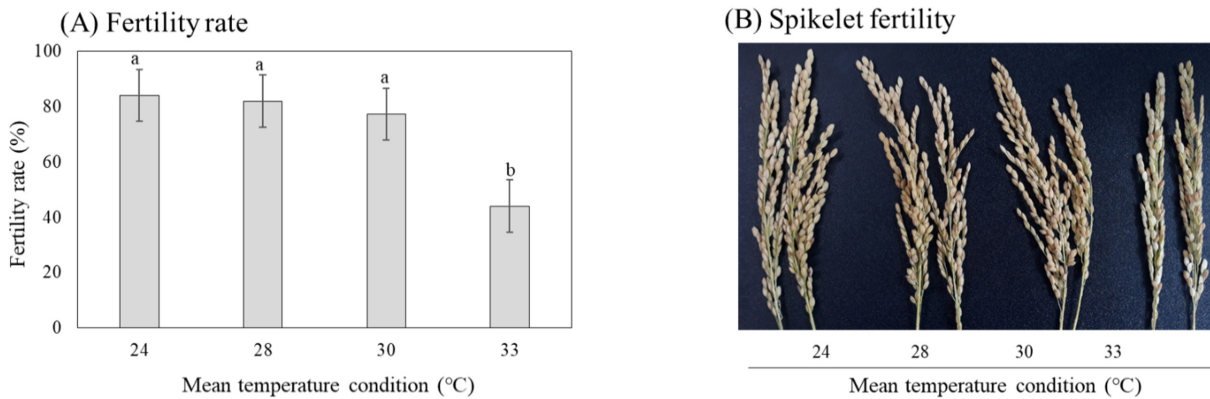 (A) Fertility rate
100
80
60
40
20
0
Fertility rate (%)
a
a
a
b
24 28 30 33
Mean temperature condition (℃)
(B) Spikelet fertility
24 28 30 33
Mean temperature condition (℃)